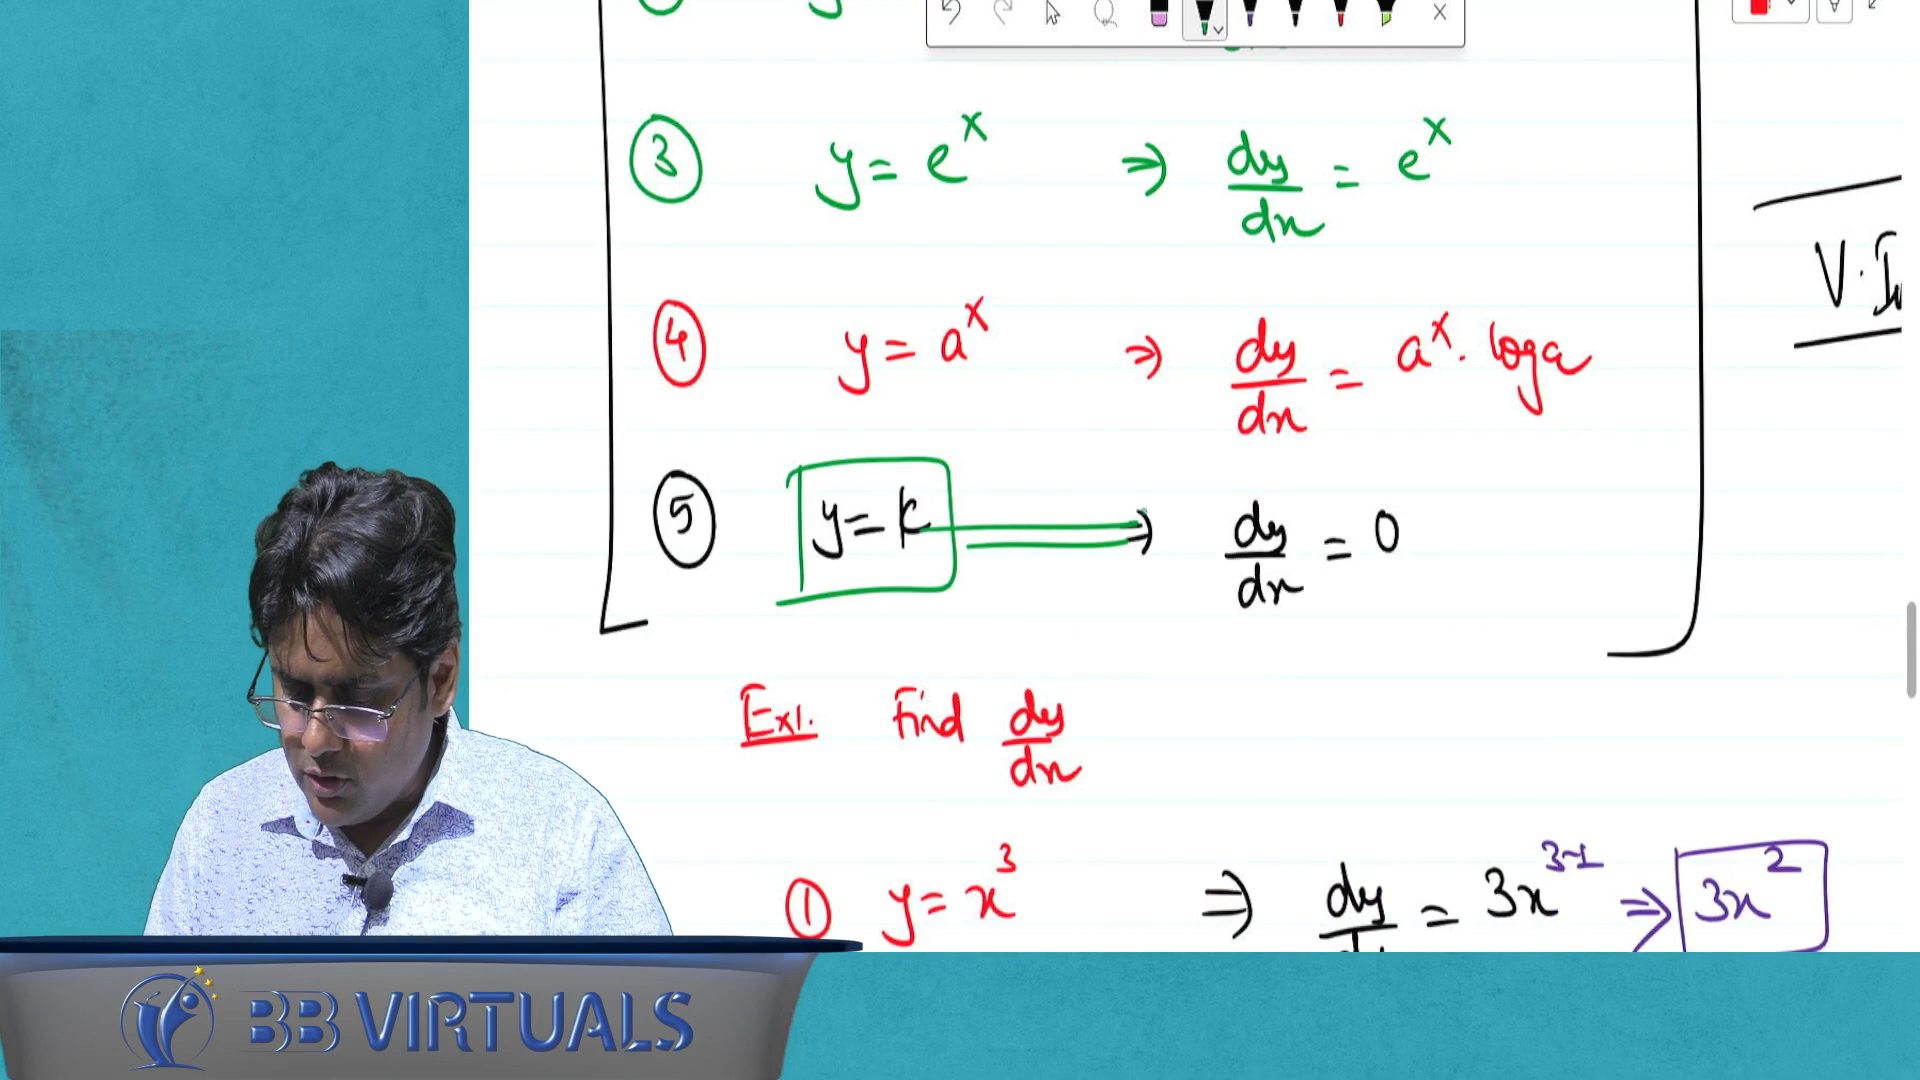 ③ y = e^x ⇒ dy/dx = e^x
④ y = a^x ⇒ dy/dx = a^x . log a
⑤ y = k ⇒ dy/dx = 0
Ex1. Find dy/dx
① y = x^3 ⇒ dy/dx = 3x^3-1 ⇒ 3x^2
BB VIRTUALS